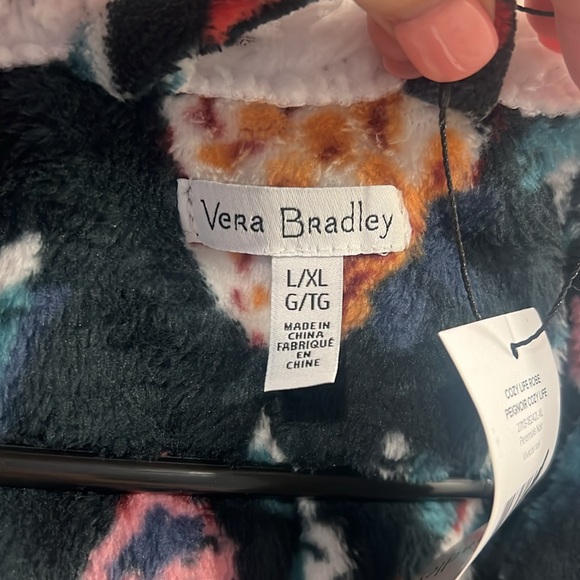 Vera Bradley
L/XL
G/TG
MADE IN
CHINA
FABRIQUÉ
EN
CHINE
COZY LIFE ROBE
PEIGNOIR COZY LIFE